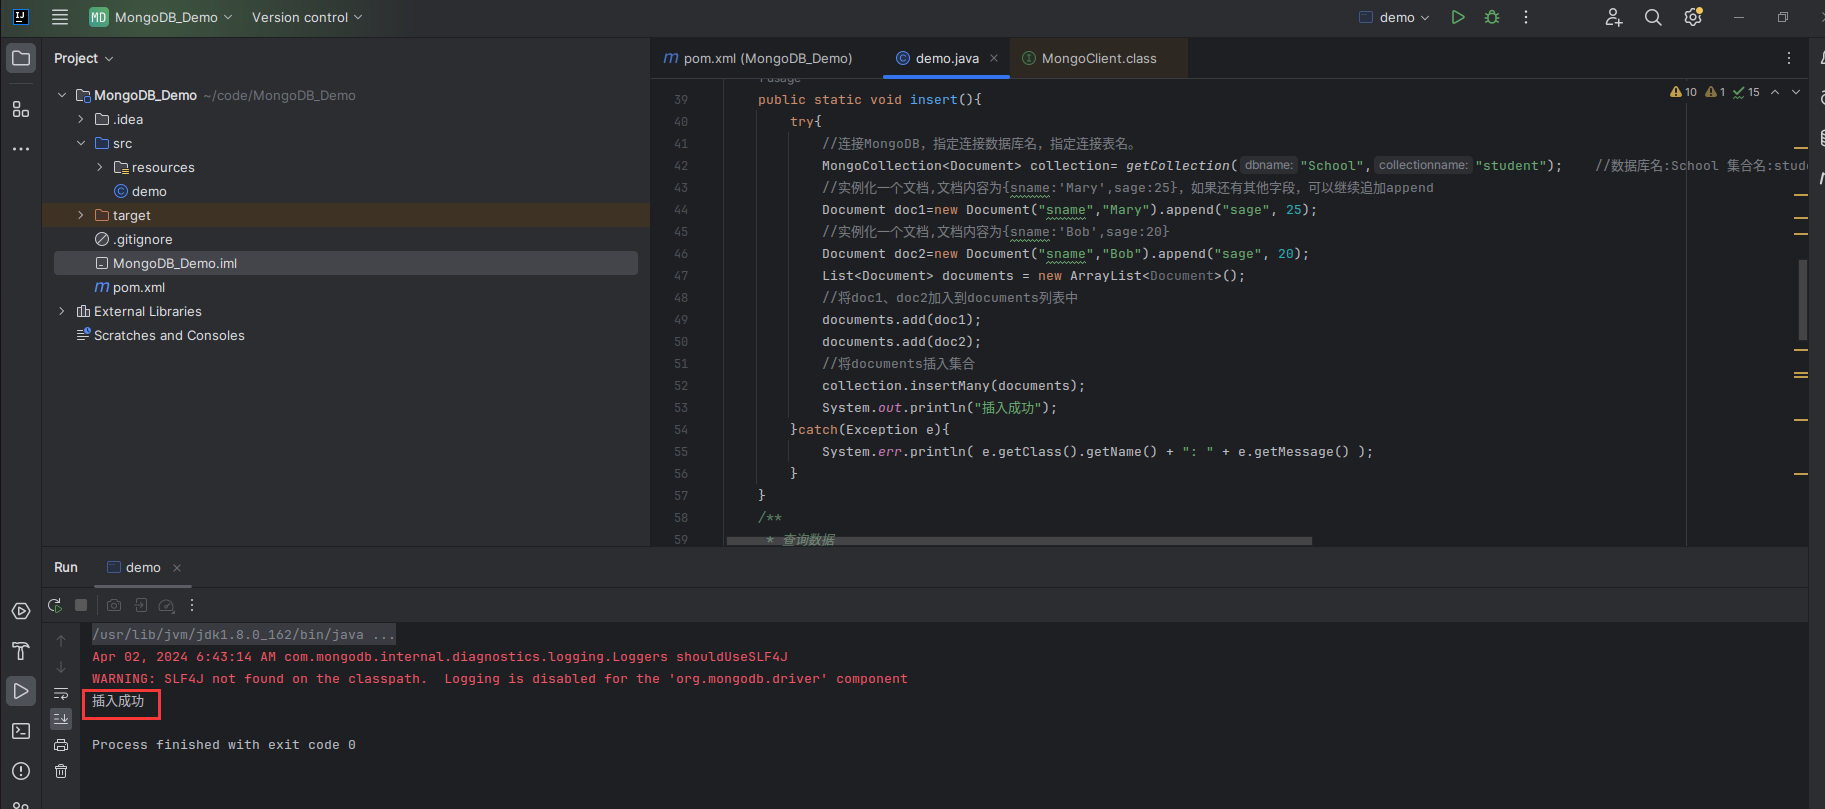 MD MongoDB_Demo Version control demo
Project
MongoDB_Demo ~/code/MongoDB_Demo
.idea
src
resources
demo
target
.gitignore
MongoDB_Demo.iml
pom.xml
External Libraries
Scratches and Consoles
pom.xml (MongoDB_Demo) demo.java MongoClient.class
10 1 15
39 public static void insert(){
40 try{
41 //连接MongoDB，指定连接数据库名，指定连接表名。
42 MongoCollection<Document> collection= getCollection( dbname: "School", collectionname: "student"); //数据库名:School 集合名:stud
43 //实例化一个文档,文档内容为{sname:'Mary',sage:25}，如果还有其他字段，可以继续追加append
44 Document doc1=new Document("sname","Mary").append("sage", 25);
45 //实例化一个文档,文档内容为{sname:'Bob',sage:20}
46 Document doc2=new Document("sname","Bob").append("sage", 20);
47 List<Document> documents = new ArrayList<Document>();
48 //将doc1、doc2加入到documents列表中
49 documents.add(doc1);
50 documents.add(doc2);
51 //将documents插入集合
52 collection.insertMany(documents);
53 System.out.println("插入成功");
54 }catch(Exception e){
55 System.err.println( e.getClass().getName() + ": " + e.getMessage() );
56 }
57 }
58 /**
59 * 查询数据
Run demo
/usr/lib/jvm/jdk1.8.0_162/bin/java ...
Apr 02, 2024 6:43:14 AM com.mongodb.internal.diagnostics.logging.Loggers shouldUseSLF4J
WARNING: SLF4J not found on the classpath.  Logging is disabled for the 'org.mongodb.driver' component
插入成功
Process finished with exit code 0